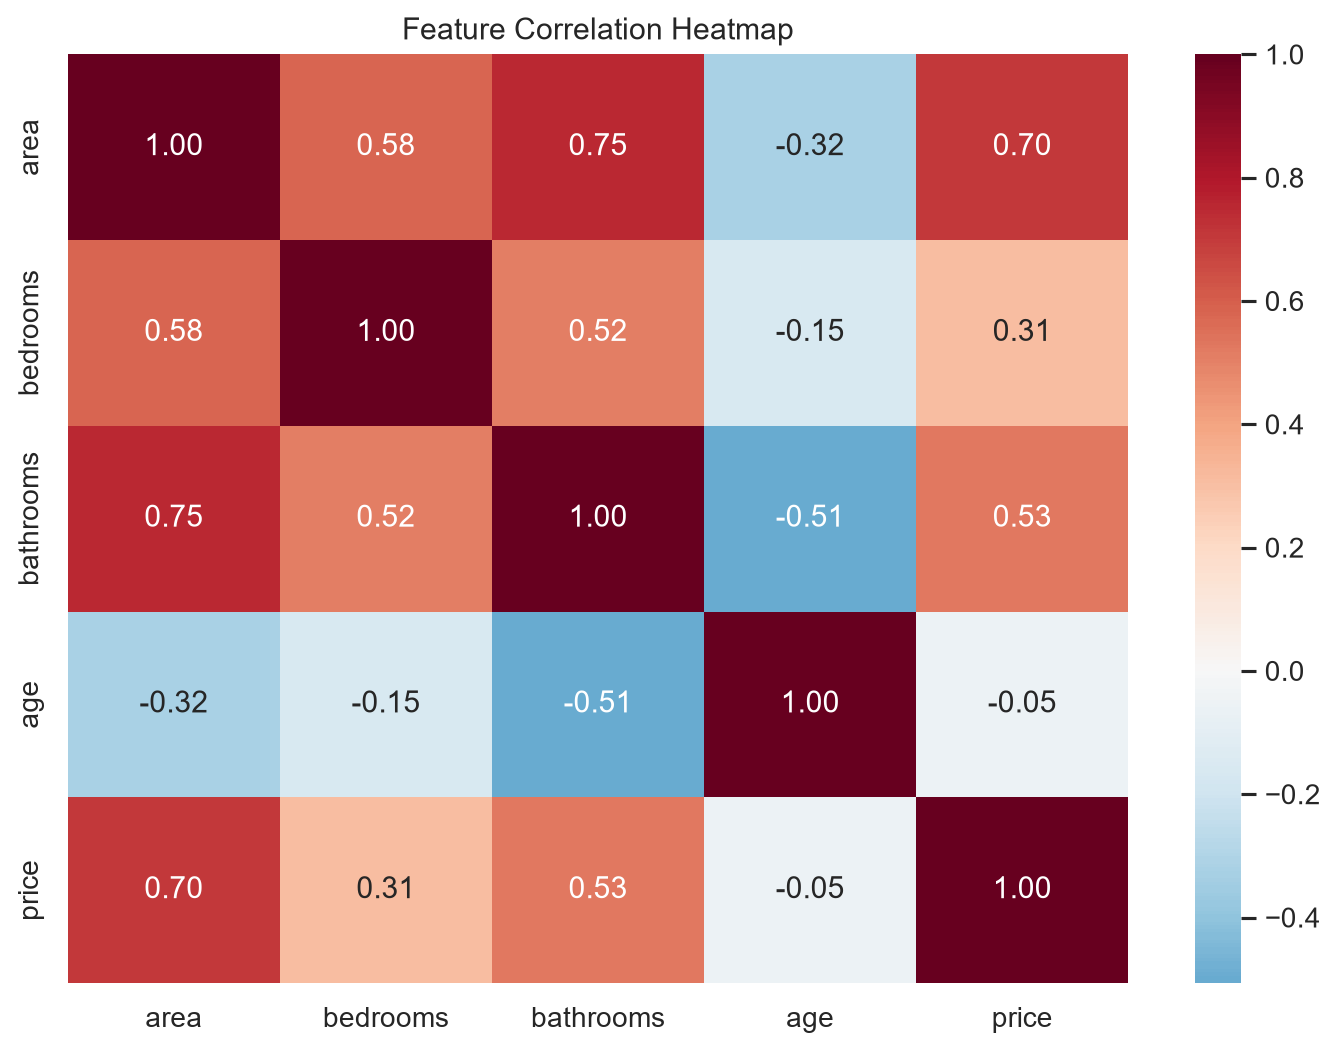 Feature Correlation Heatmap
area
1.00 0.58 0.75 -0.32 0.70
bedrooms
0.58 1.00 0.52 -0.15 0.31
bathrooms
0.75 0.52 1.00 -0.51 0.53
age
-0.32 -0.15 -0.51 1.00 -0.05
price
0.70 0.31 0.53 -0.05 1.00
area bedrooms bathrooms age price
1.0
0.8
0.6
0.4
0.2
0.0
−0.2
−0.4